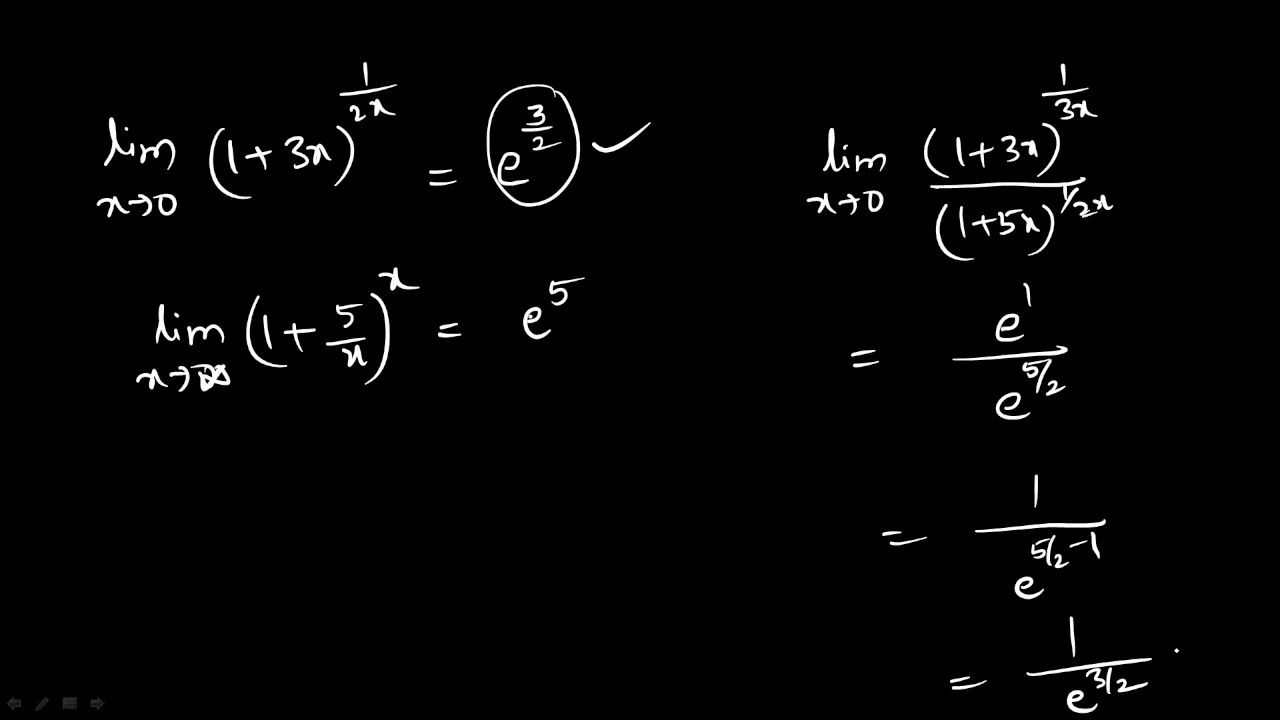 lim x→0 (1+3x)^(1/2x) = e^(3/2) ✓
lim x→∞ (1+5/x)^x = e^5
lim x→0 (1+3x)^(1/3x) / (1+5x)^(1/2x)
= e^1 / e^(5/2)
= 1 / e^(5/2-1)
= 1 / e^(3/2)